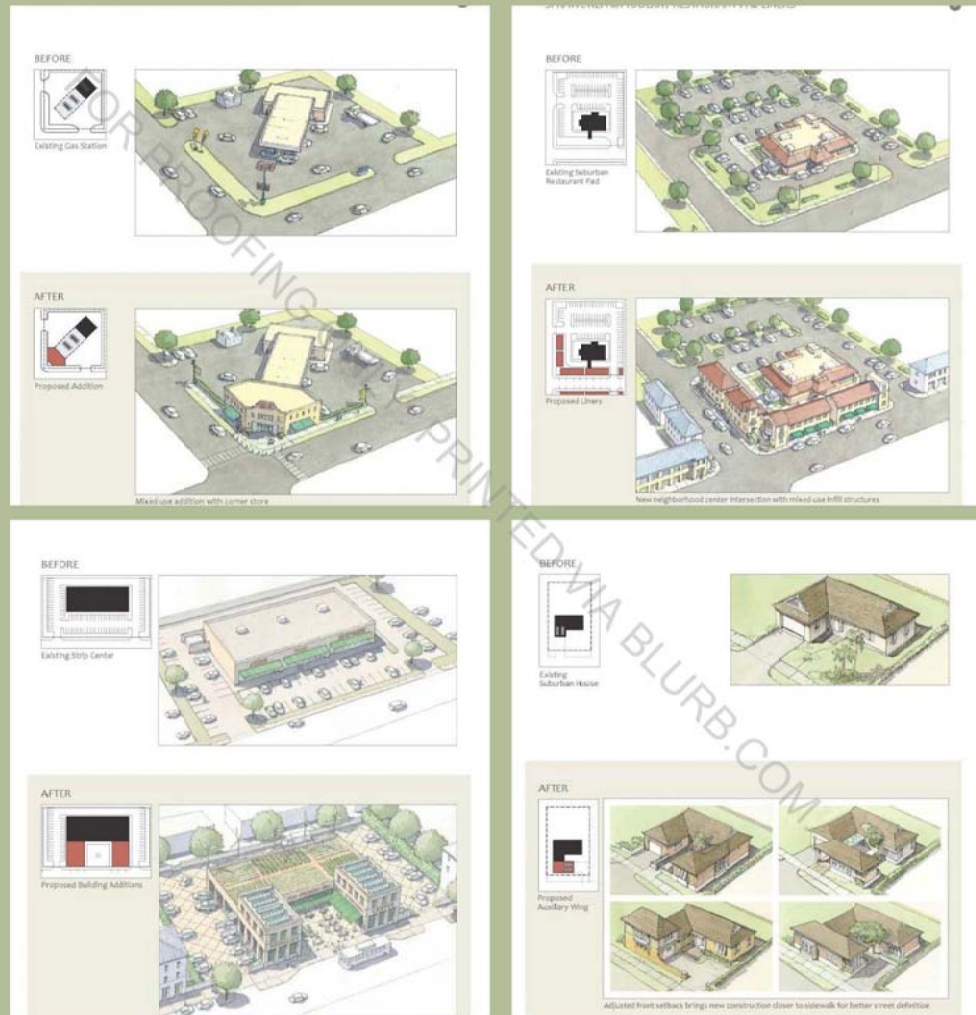 BEFORE
Existing Gas Station
AFTER
Proposed Addition
Mixed use addition with corner store
BEFORE
Existing Suburban
Restaurant Pad
AFTER
Proposed Liners
New neighborhood center intersection with mixed-use infill structures
BEFORE
Existing Strip Center
AFTER
Proposed Building Additions
BEFORE
Existing
Suburban House
AFTER
Proposed
Auxiliary Wing
Adjusted front setback brings new construction closer to sidewalk for better street definition
FOR PROOFING
PRINTED VIA BLURB.COM